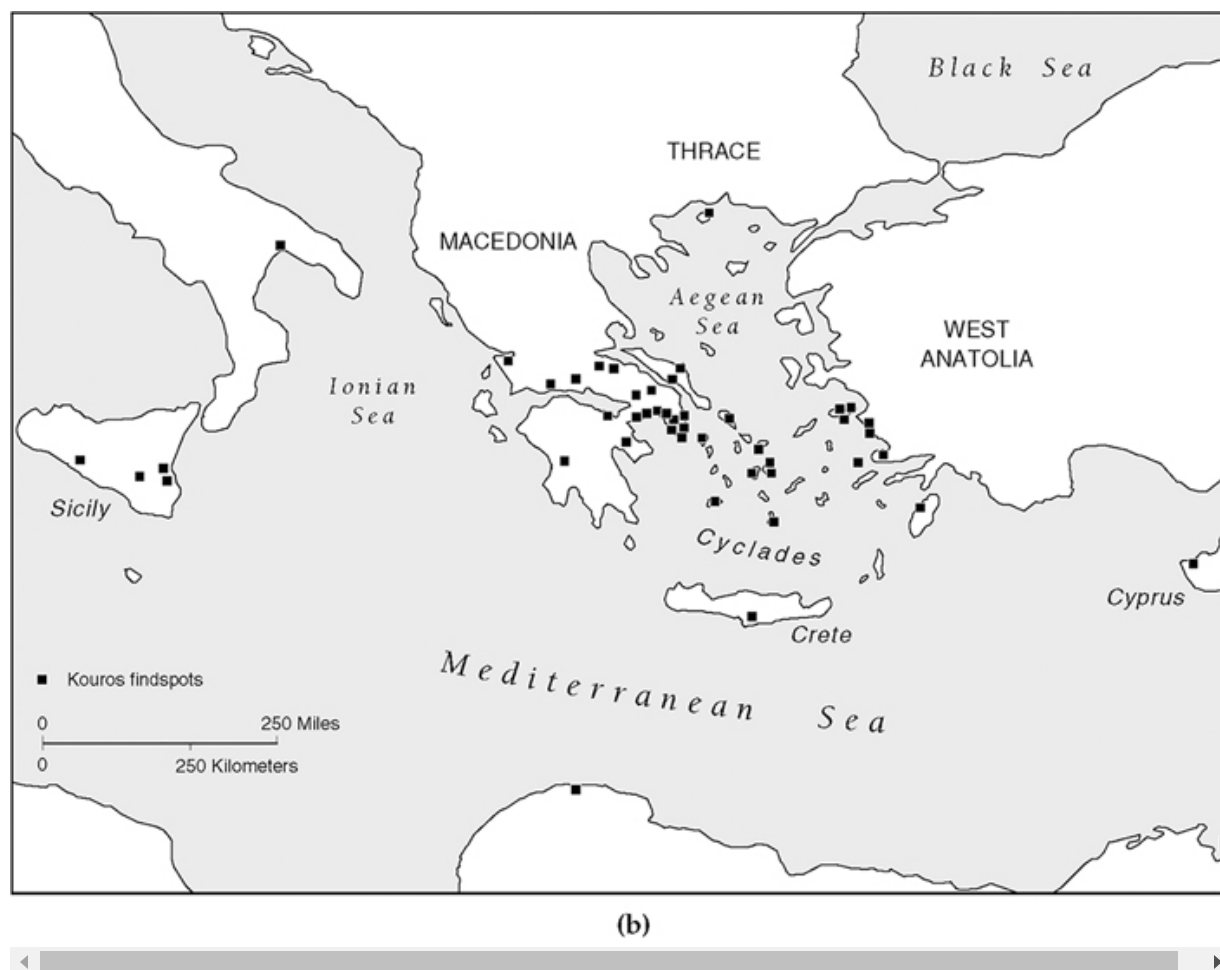 Black Sea
THRACE
MACEDONIA
Aegean
Sea
WEST
ANATOLIA
Ionian
Sea
Sicily
Cyclades
Cyprus
Crete
Mediterranean Sea
Kouros findspots
0 250 Miles
0 250 Kilometers
(b)